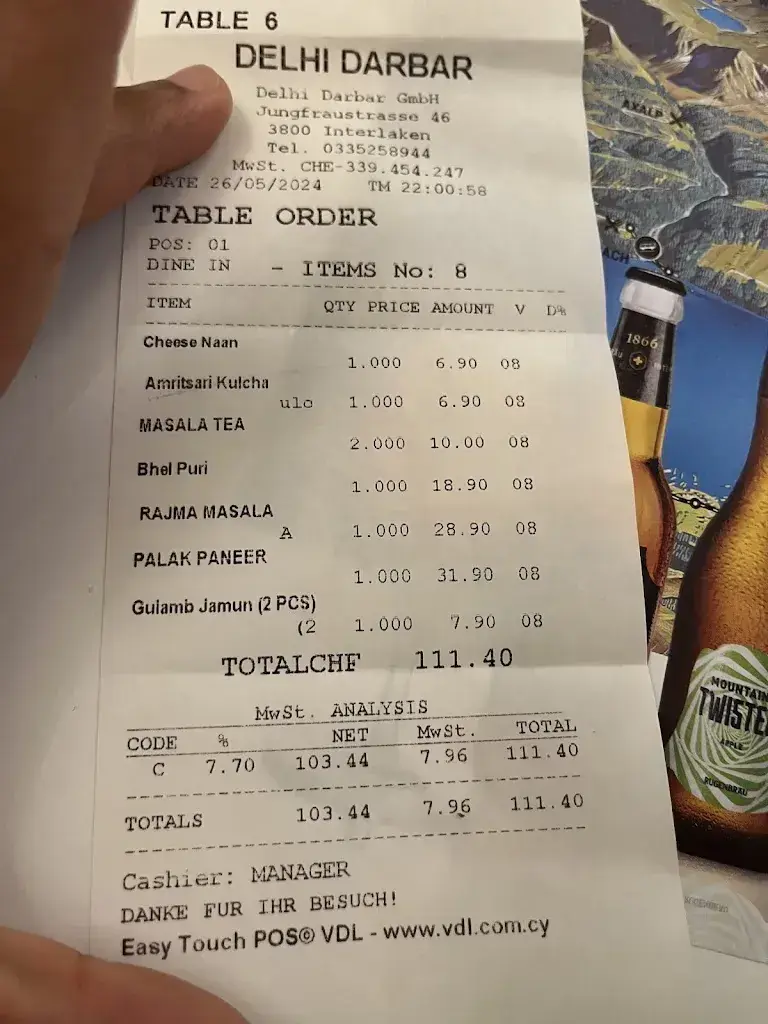 TABLE 6
DELHI DARBAR
Delhi Darbar GmbH
Jungfraustrasse 46
3800 Interlaken
Tel. 0335258944
MwSt. CHE-339.454.247
DATE 26/05/2024 TM 22:00:58
TABLE ORDER
POS: 01
DINE IN - ITEMS No: 8
ITEM QTY PRICE AMOUNT V D%
Cheese Naan
1.000 6.90 08
Amritsari Kulcha
ulc 1.000 6.90 08
MASALA TEA
2.000 10.00 08
Bhel Puri
1.000 18.90 08
RAJMA MASALA
A 1.000 28.90 08
PALAK PANEER
1.000 31.90 08
Gulamb Jamun (2 PCS)
(2 1.000 7.90 08
TOTALCHF 111.40
MwSt. ANALYSIS
CODE % NET MwSt. TOTAL
C 7.70 103.44 7.96 111.40
TOTALS 103.44 7.96 111.40
Cashier: MANAGER
DANKE FUR IHR BESUCH!
Easy Touch POS© VDL - www.vdl.com.cy
AXALP
ACH
1866
MOUNTAIN
TWISTE
APPLE
RUGENBRÄU